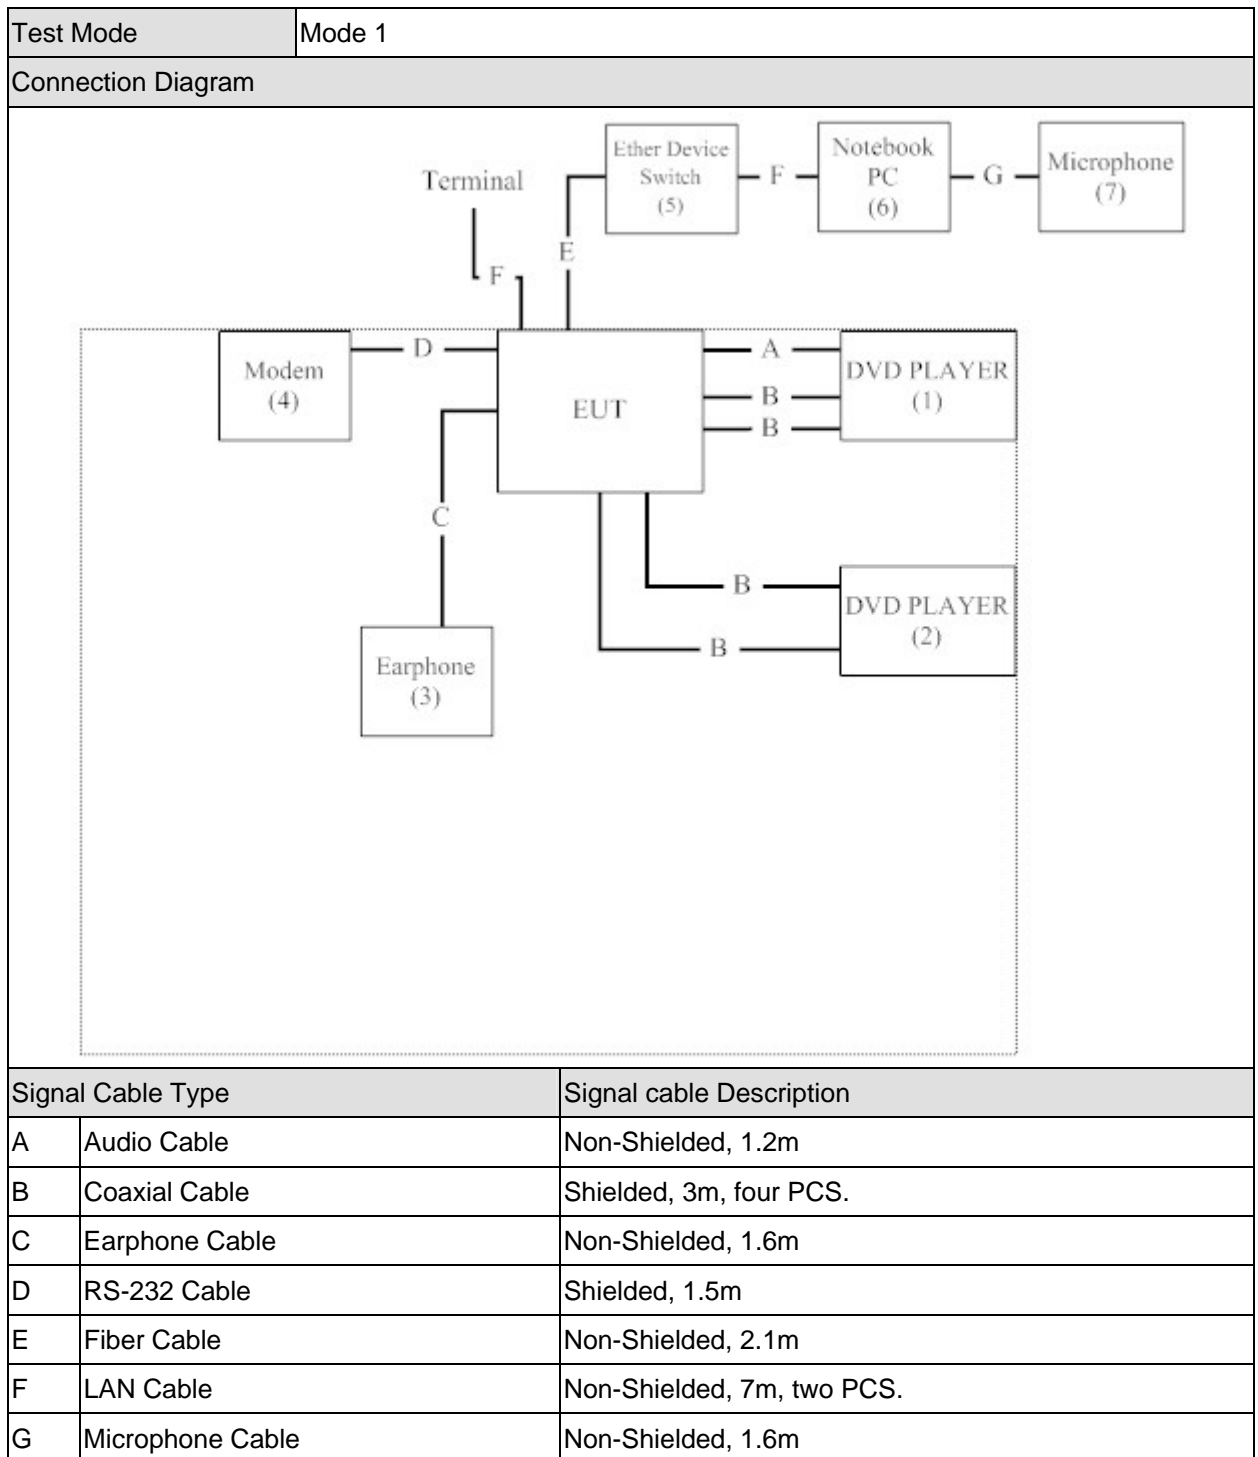 Test Mode Mode 1
Connection Diagram
Ether Device
Switch
(5)
F
Notebook
PC
(6)
G
Microphone
(7)
Terminal
E
F
Modem
(4)
D
EUT
A
B
B
DVD PLAYER
(1)
C
B
B
DVD PLAYER
(2)
Earphone
(3)
Signal Cable Type Signal cable Description
A Audio Cable Non-Shielded, 1.2m
B Coaxial Cable Shielded, 3m, four PCS.
C Earphone Cable Non-Shielded, 1.6m
D RS-232 Cable Shielded, 1.5m
E Fiber Cable Non-Shielded, 2.1m
F LAN Cable Non-Shielded, 7m, two PCS.
G Microphone Cable Non-Shielded, 1.6m